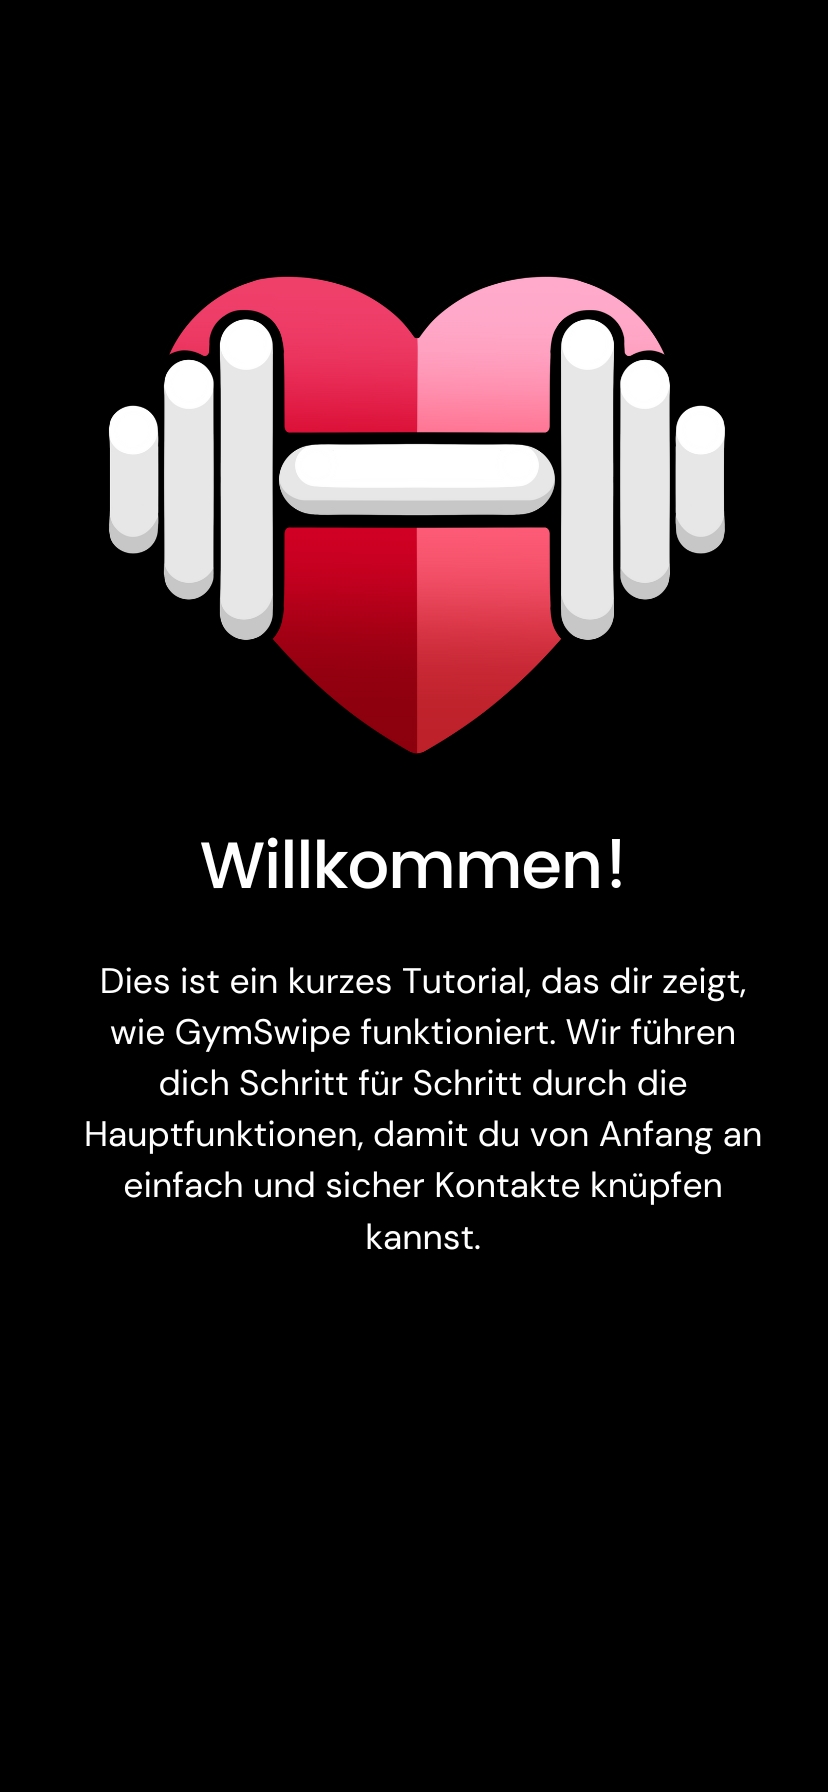 Willkommen!
Dies ist ein kurzes Tutorial, das dir zeigt,
wie GymSwipe funktioniert. Wir führen
dich Schritt für Schritt durch die
Hauptfunktionen, damit du von Anfang an
einfach und sicher Kontakte knüpfen
kannst.